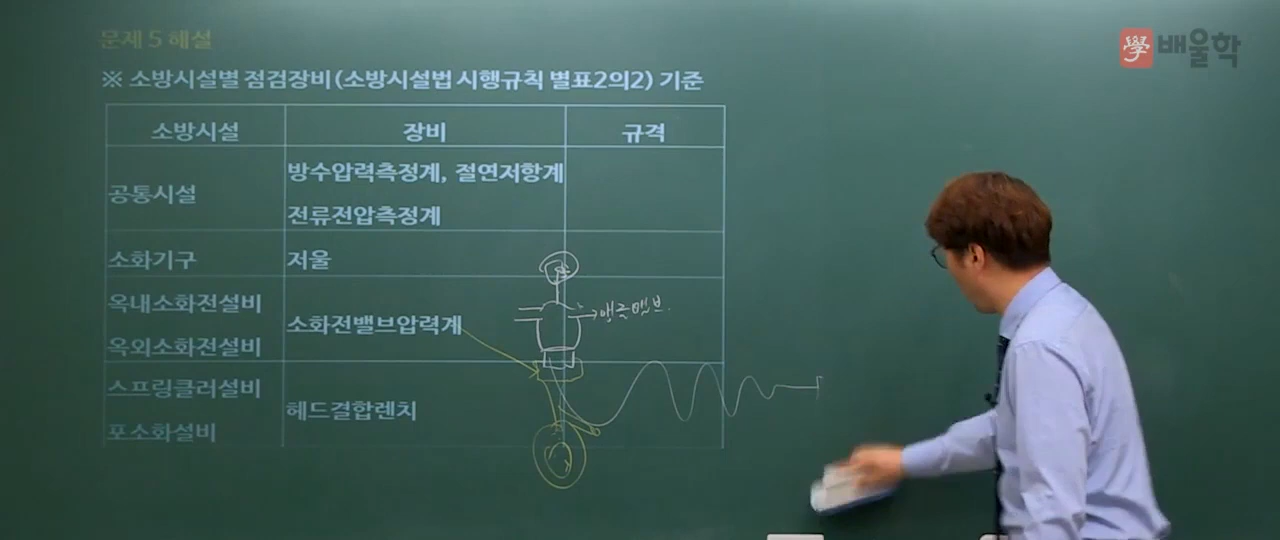 문제 5 해설
學 배울학
※ 소방시설별 점검장비(소방시설법 시행규칙 별표2의2) 기준
소방시설 장비 규격
공통시설 방수압력측정계, 절연저항계
전류전압측정계
소화기구 저울
옥내소화전설비
옥외소화전설비
소화전밸브압력계
앵글밸브
스프링클러설비
포소화설비
헤드결합렌치